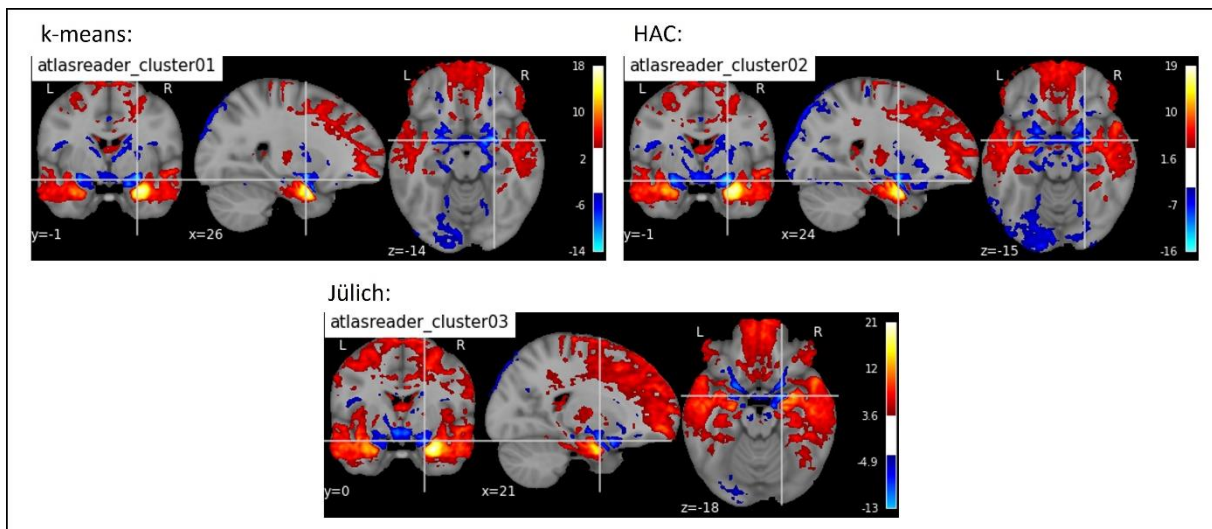 k-means:
atlasreader_cluster01
L
R
L
R
18
10
2
-6
-14
y=-1
x=26
z=-14
HAC:
atlasreader_cluster02
L
R
L
R
19
10
1.6
-7
-16
y=-1
x=24
z=-15
Jülich:
atlasreader_cluster03
L
R
L
R
21
12
3.6
-4.9
-13
y=0
x=21
z=-18